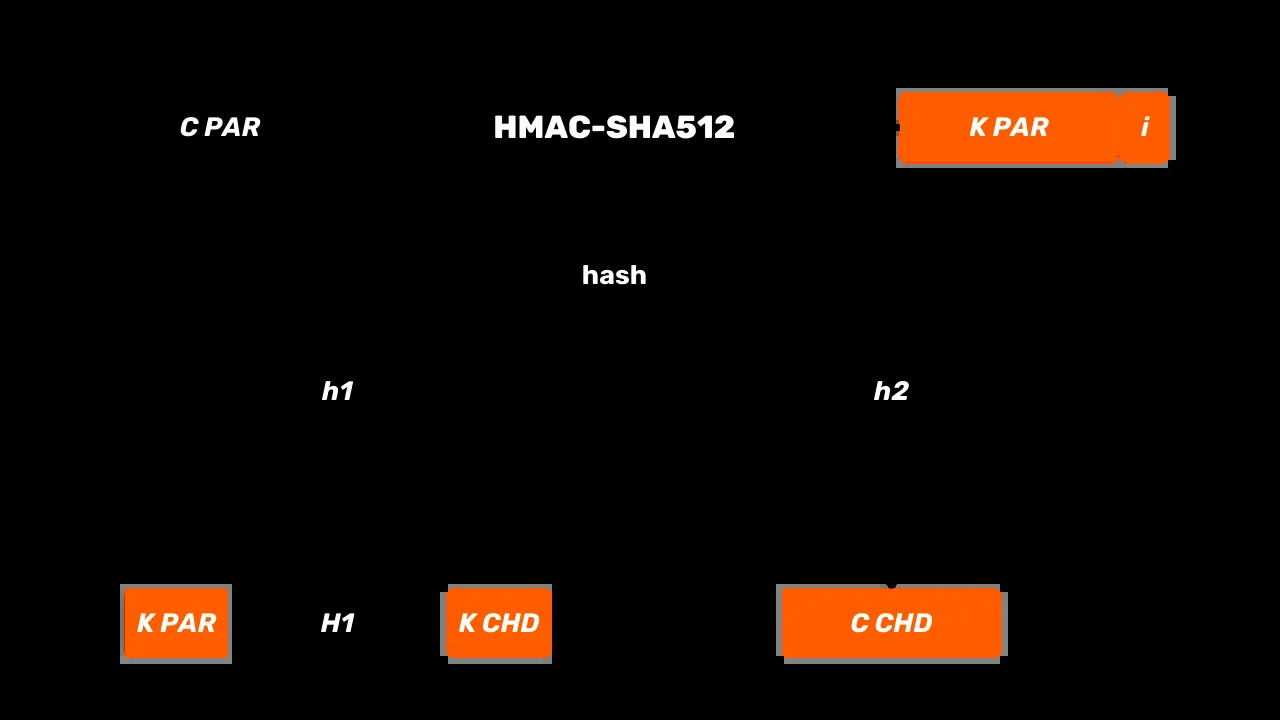 C PAR
HMAC-SHA512
K PAR
i
hash
h1
h2
K PAR
H1
K CHD
C CHD